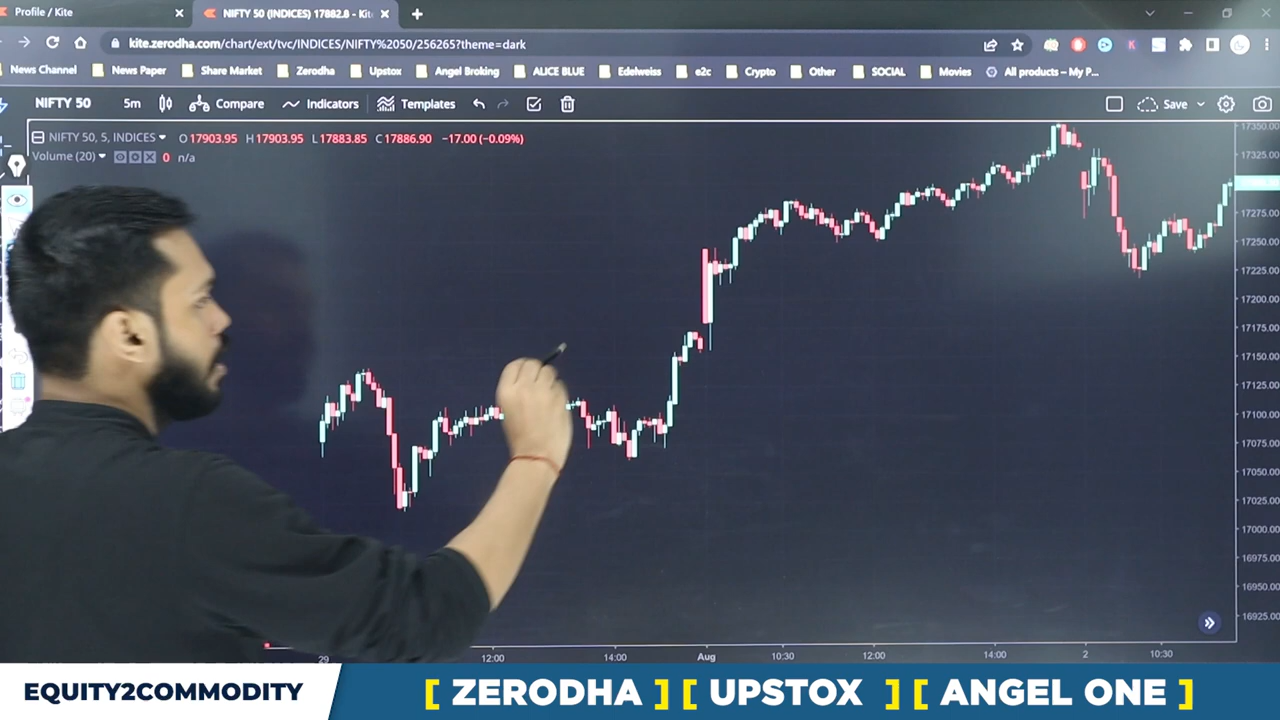 Profile / Kite
NIFTY 50 (INDICES) 17882.8 - Kit
kite.zerodha.com/chart/ext/tvc/INDICES/NIFTY%2050/256265?theme=dark
News Channel News Paper Share Market Zerodha Upstox Angel Broking ALICE BLUE Edelweiss e2c Crypto Other SOCIAL Movies All products – My P...
NIFTY 50 5m Compare Indicators Templates Save
NIFTY 50, 5, INDICES O17903.95 H17903.95 L17883.85 C17886.90 −17.00 (−0.09%)
Volume (20) 0 n/a
17350.00
17325.00
17275.00
17250.00
17225.00
17200.00
17175.00
17150.00
17125.00
17100.00
17075.00
17050.00
17025.00
17000.00
16975.00
16950.00
16925.00
29 12:00 14:00 Aug 10:30 12:00 14:00 2 10:30
EQUITY2COMMODITY [ ZERODHA ] [ UPSTOX ] [ ANGEL ONE ]